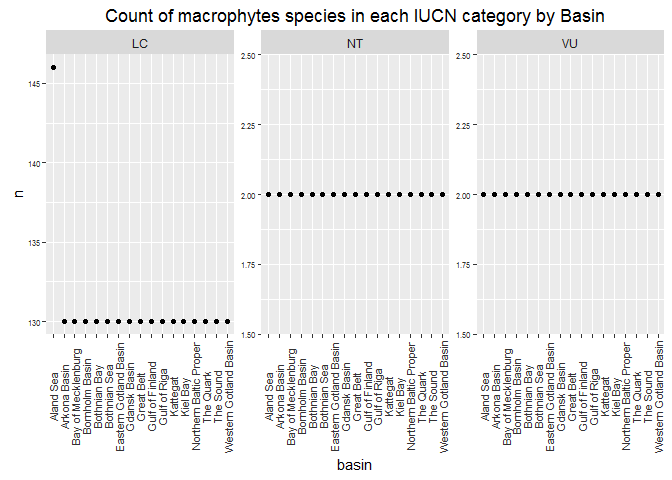 Count of macrophytes species in each IUCN category by Basin
LC
NT
VU
n
145
140
135
130
2.50
2.25
2.00
1.75
1.50
2.50
2.25
2.00
1.75
1.50
Aland Sea
Arkona Basin
Bay of Mecklenburg
Bornholm Basin
Bothnian Bay
Bothnian Sea
Eastern Gotland Basin
Gdansk Basin
Great Belt
Gulf of Finland
Gulf of Riga
Kattegat
Kiel Bay
Northern Baltic Proper
The Quark
The Sound
Western Gotland Basin
Aland Sea
Arkona Basin
Bay of Mecklenburg
Bornholm Basin
Bothnian Bay
Bothnian Sea
Eastern Gotland Basin
Gdansk Basin
Great Belt
Gulf of Finland
Gulf of Riga
Kattegat
Kiel Bay
Northern Baltic Proper
The Quark
The Sound
Western Gotland Basin
Aland Sea
Arkona Basin
Bay of Mecklenburg
Bornholm Basin
Bothnian Bay
Bothnian Sea
Eastern Gotland Basin
Gdansk Basin
Great Belt
Gulf of Finland
Gulf of Riga
Kattegat
Kiel Bay
Northern Baltic Proper
The Quark
The Sound
Western Gotland Basin
basin